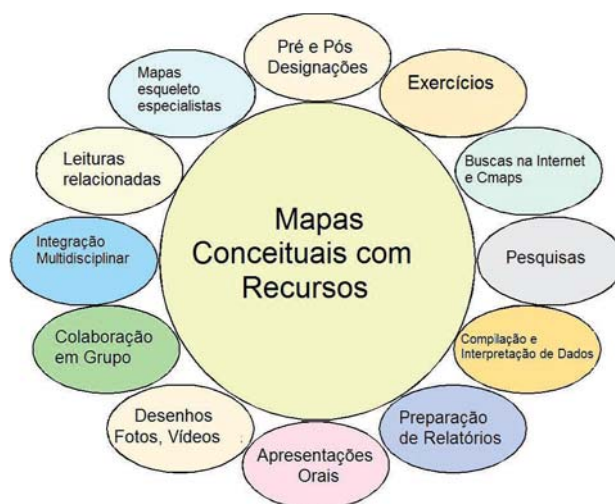 Pré e Pós
Designações
Exercícios
Buscas na Internet
e Cmaps
Pesquisas
Compilação e
Interpretação de Dados
Preparação
de Relatórios
Apresentações
Orais
Desenhos
Fotos, Vídeos
Colaboração
em Grupo
Integração
Multidisciplinar
Leituras
relacionadas
Mapas
esqueleto
especialistas
Mapas
Conceituais com
Recursos